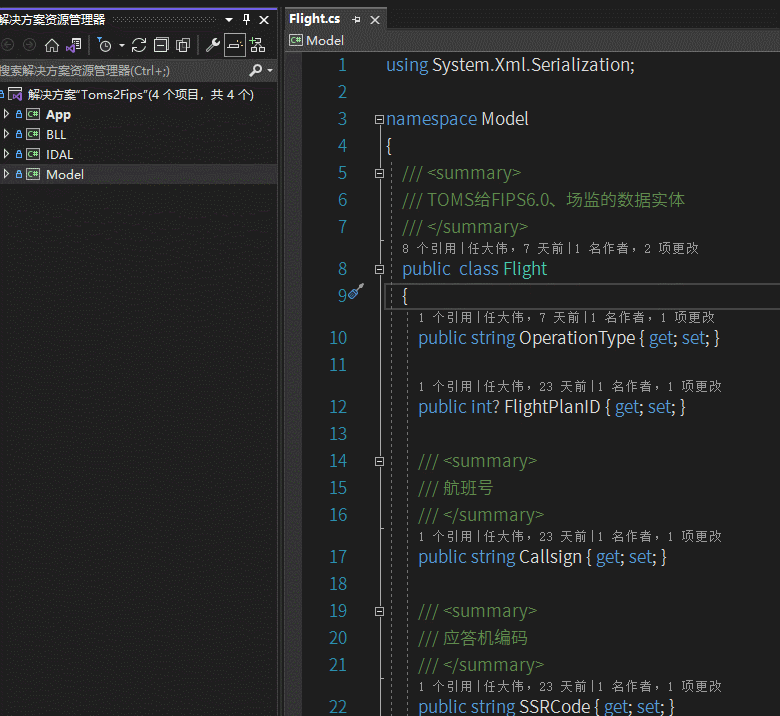 解决方案资源管理器
搜索解决方案资源管理器(Ctrl+;)
解决方案"Toms2Fips"(4 个项目，共 4 个)
App
BLL
IDAL
Model
Flight.cs
Model
1 using System.Xml.Serialization;
2
3 namespace Model
4 {
5 /// <summary>
6 /// TOMS给FIPS6.0、场监的数据实体
7 /// </summary>
8 个引用|任大伟，7 天前|1 名作者，2 项更改
8 public class Flight
9 {
1 个引用|任大伟，7 天前|1 名作者，1 项更改
10 public string OperationType { get; set; }
11
1 个引用|任大伟，23 天前|1 名作者，1 项更改
12 public int? FlightPlanID { get; set; }
13
14 /// <summary>
15 /// 航班号
16 /// </summary>
1 个引用|任大伟，23 天前|1 名作者，1 项更改
17 public string Callsign { get; set; }
18
19 /// <summary>
20 /// 应答机编码
21 /// </summary>
1 个引用|任大伟，23 天前|1 名作者，1 项更改
22 public string SSRCode { get; set; }